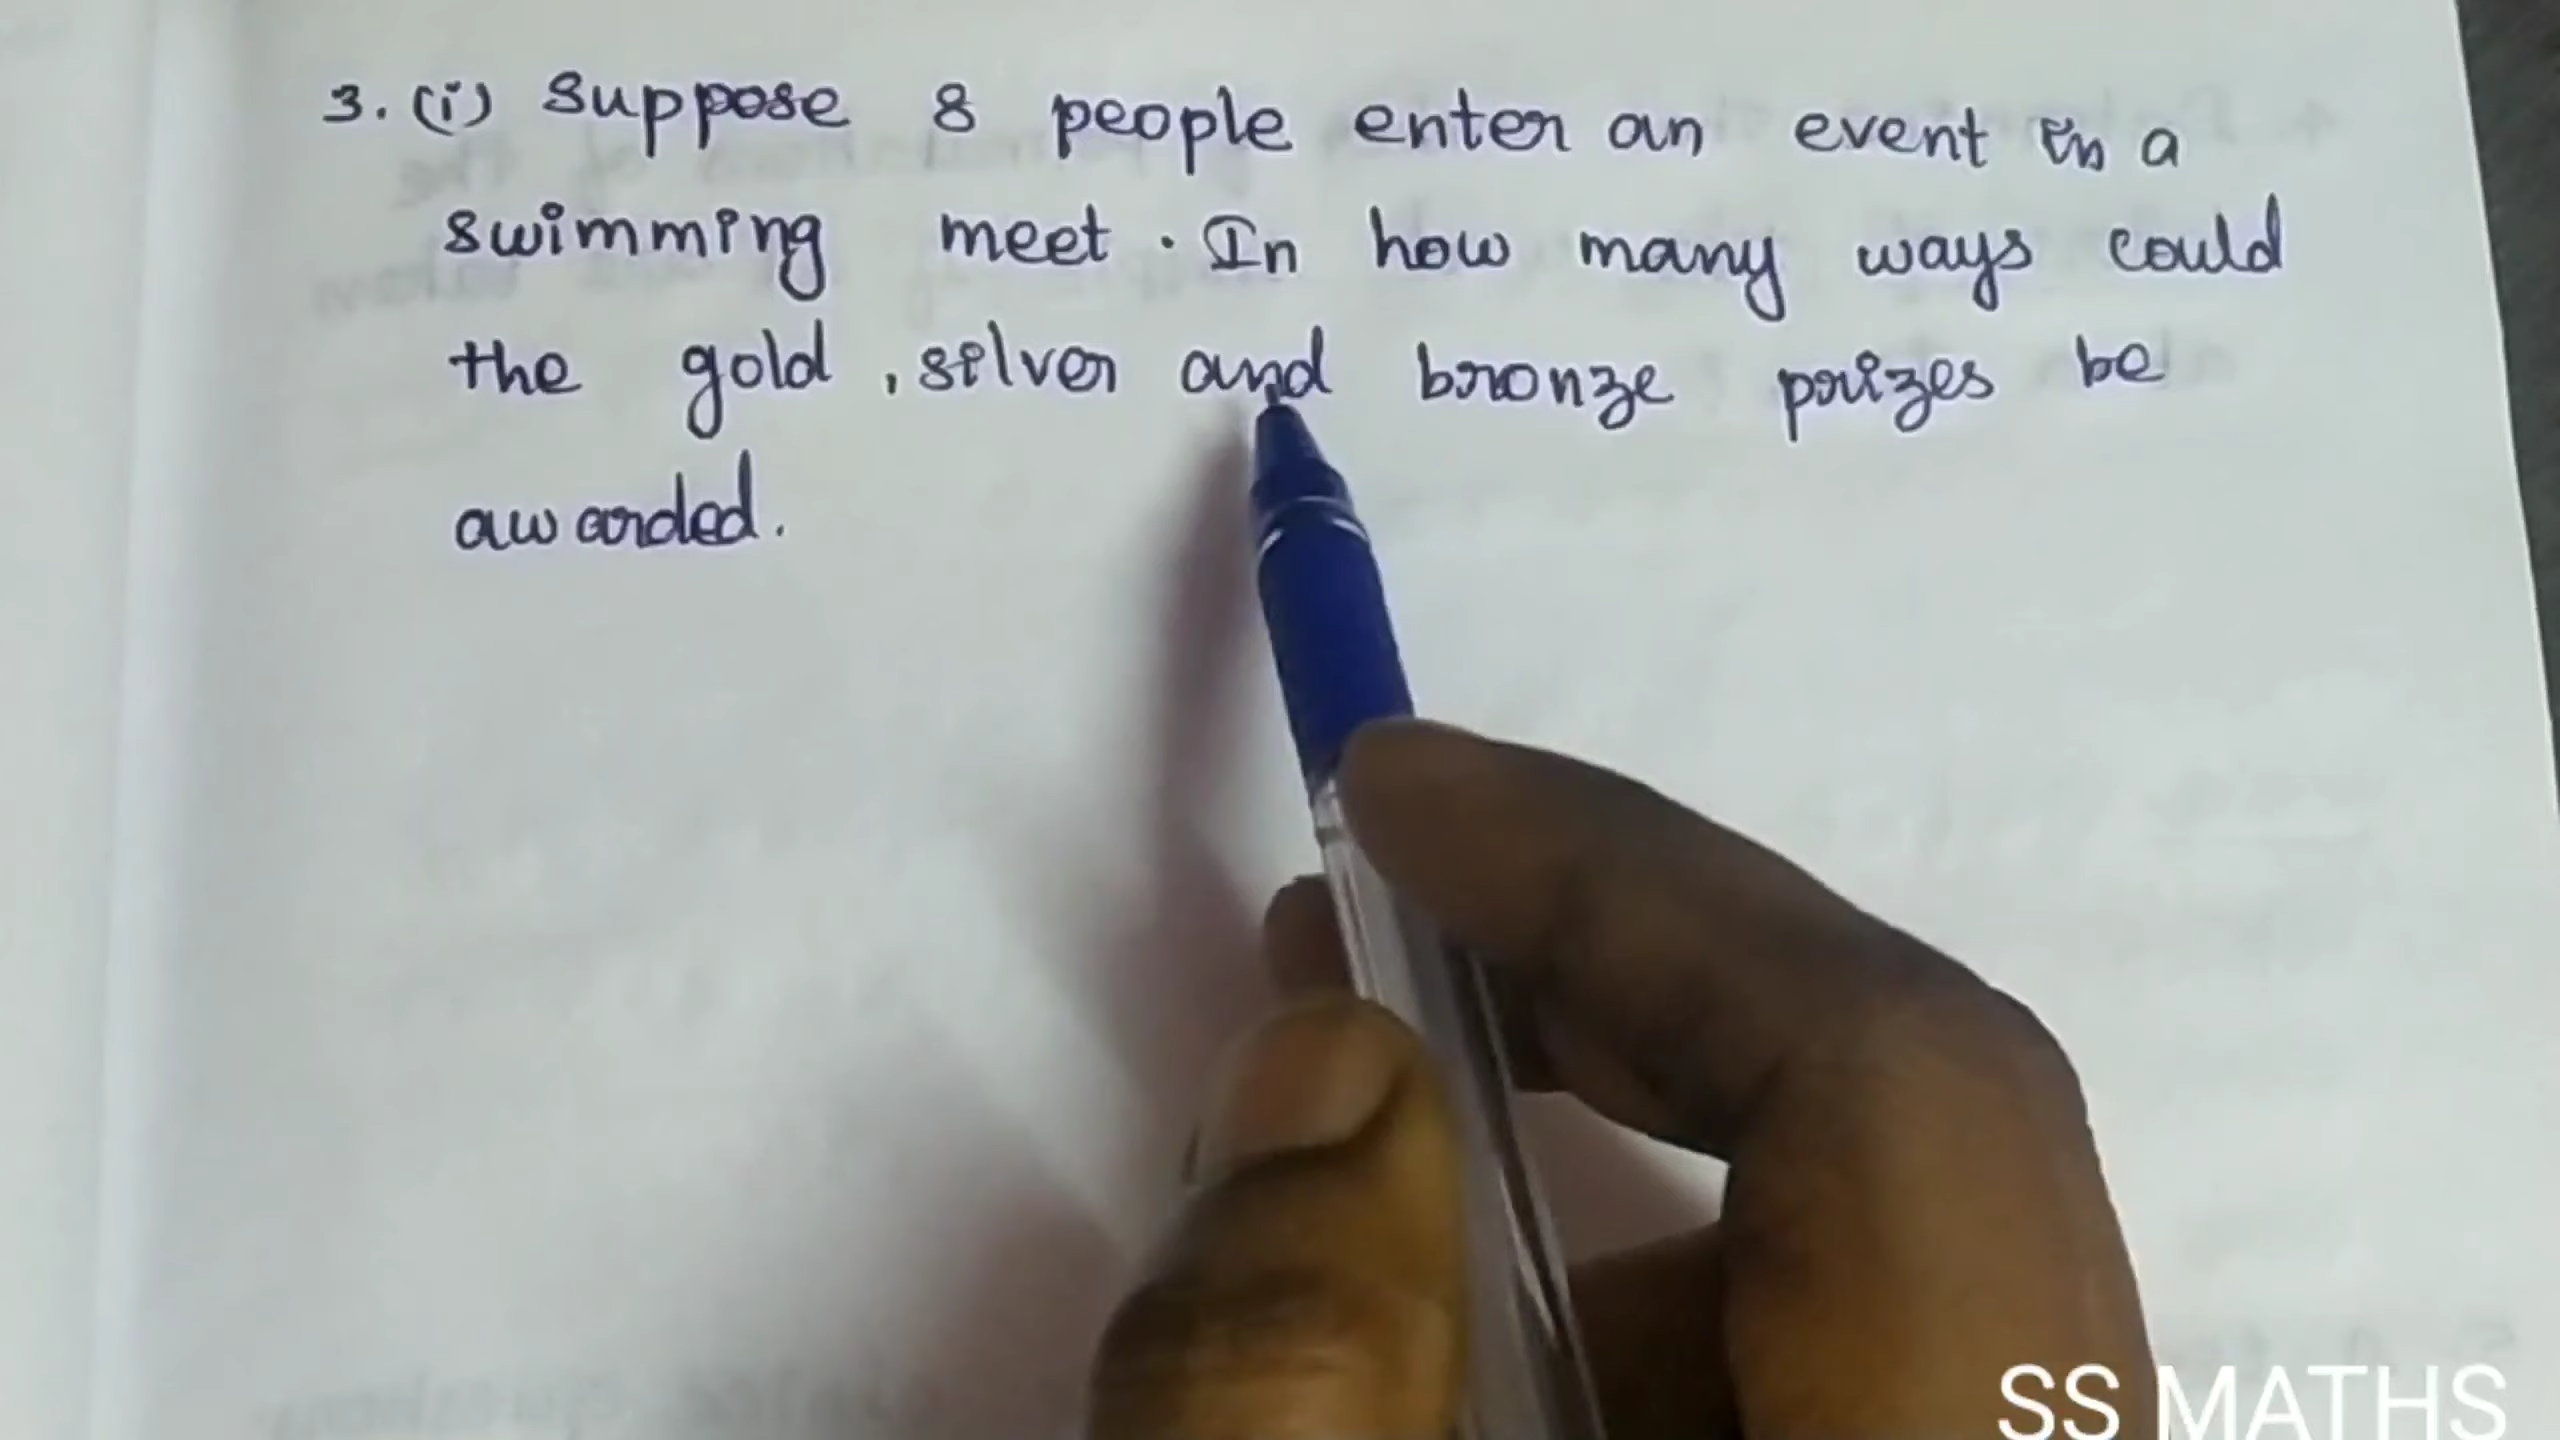 3. (i) Suppose 8 people enter an event in a
swimming meet. In how many ways could
the gold, silver and bronze prizes be
awarded.
SS MATHS